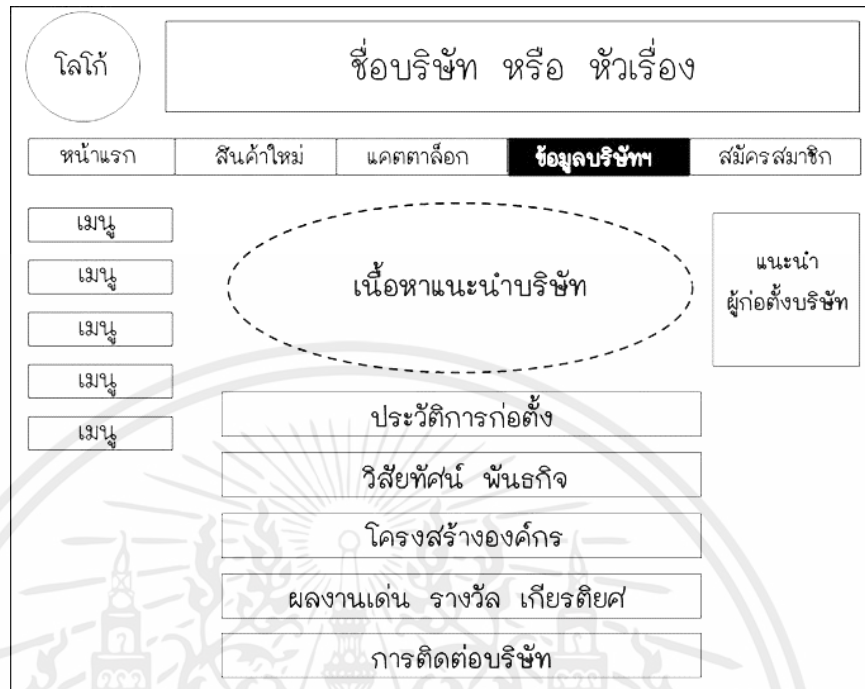 โลโก้
ชื่อบริษัท หรือ หัวเรื่อง
หน้าแรก
สินค้าใหม่
แคตตาล็อก
ข้อมูลบริษัทฯ
สมัครสมาชิก
เมนู
เมนู
เมนู
เมนู
เมนู
เนื้อหาแนะนำบริษัท
แนะนำ
ผู้ก่อตั้งบริษัท
ประวัติการก่อตั้ง
วิสัยทัศน์ พันธกิจ
โครงสร้างองค์กร
ผลงานเด่น รางวัล เกียรติยศ
การติดต่อบริษัท